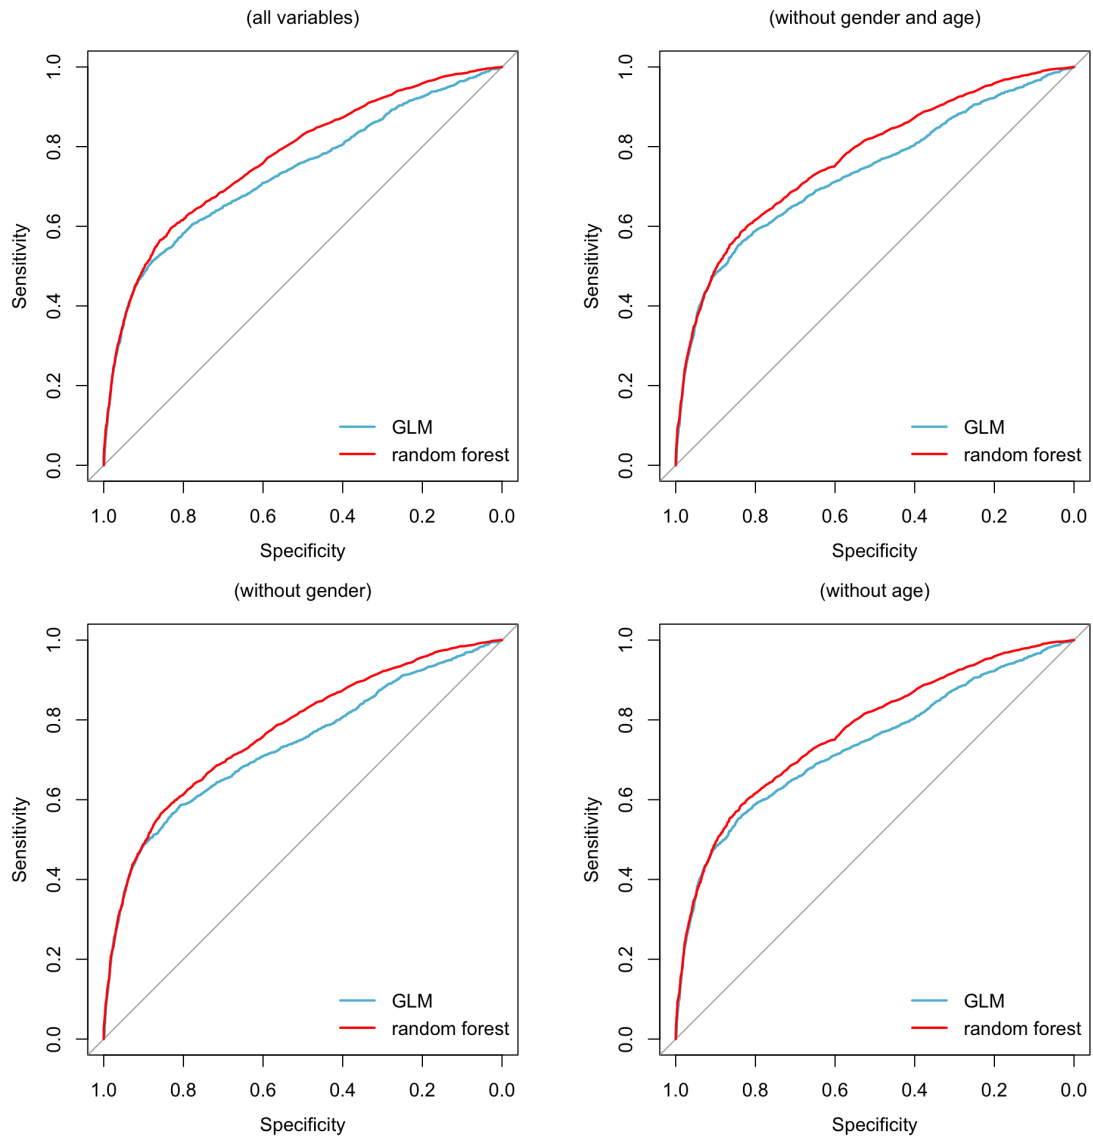 (all variables)
Sensitivity
1.0
0.8
0.6
0.4
0.2
0.0
GLM
random forest
1.0 0.8 0.6 0.4 0.2 0.0
Specificity
(without gender and age)
Sensitivity
1.0
0.8
0.6
0.4
0.2
0.0
GLM
random forest
1.0 0.8 0.6 0.4 0.2 0.0
Specificity
(without gender)
Sensitivity
1.0
0.8
0.6
0.4
0.2
0.0
GLM
random forest
1.0 0.8 0.6 0.4 0.2 0.0
Specificity
(without age)
Sensitivity
1.0
0.8
0.6
0.4
0.2
0.0
GLM
random forest
1.0 0.8 0.6 0.4 0.2 0.0
Specificity